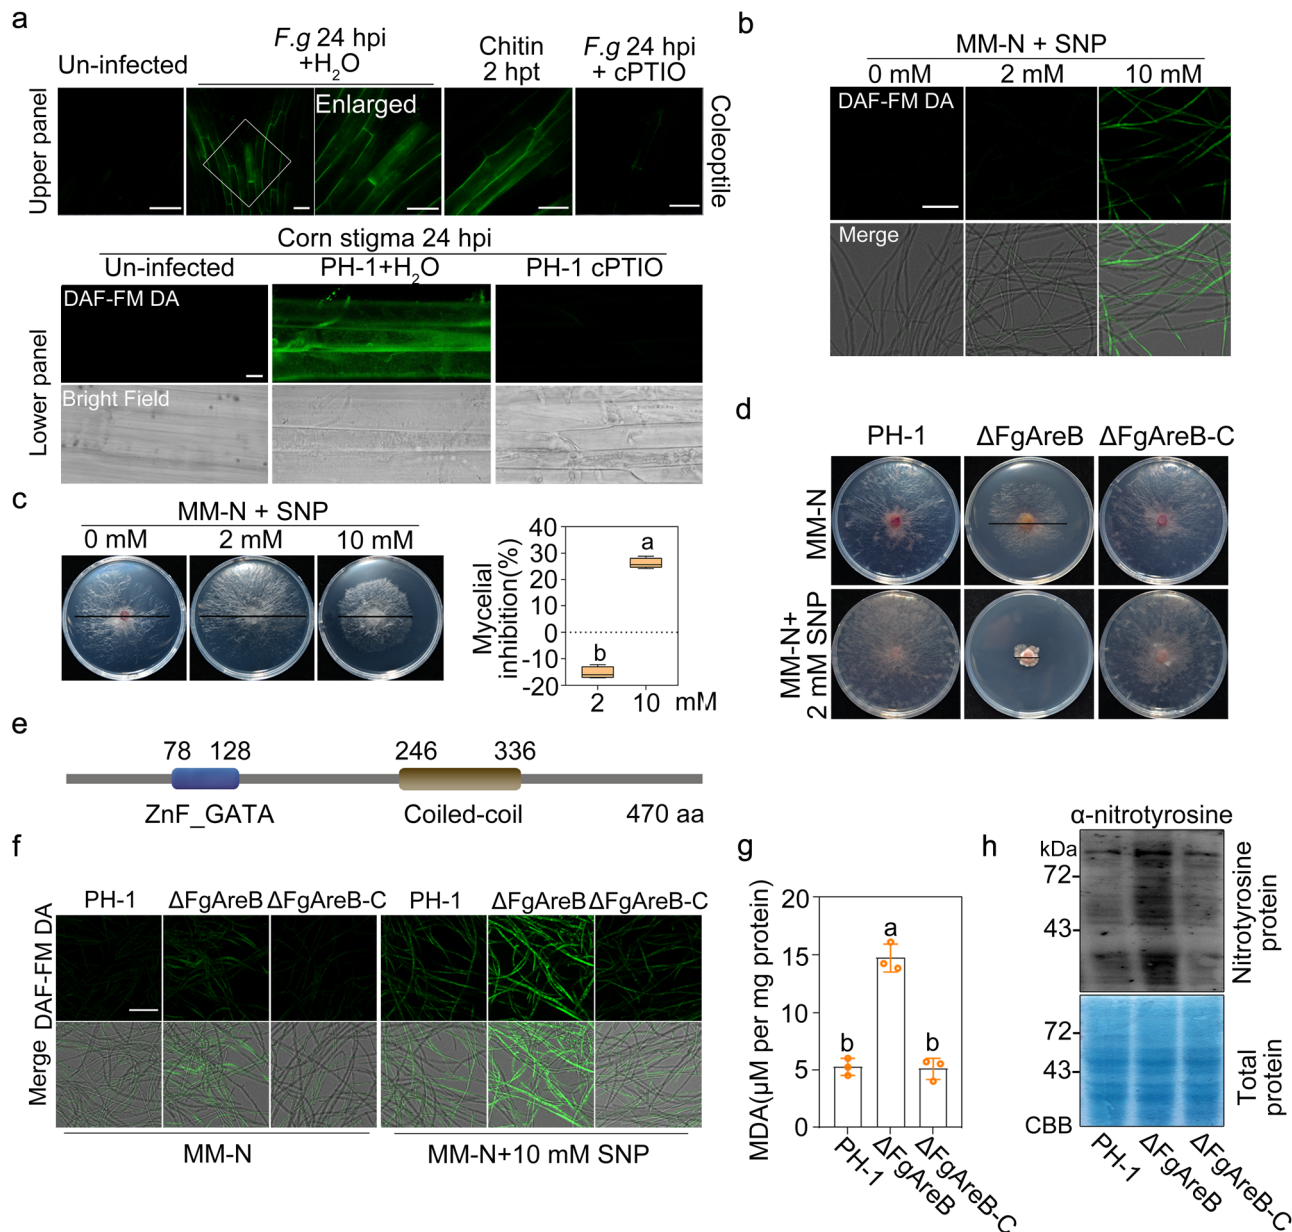 a
Un-infected
F.g 24 hpi
+H2O
Chitin
2 hpt
F.g 24 hpi
+ cPTIO
Upper panel
Enlarged
Coleoptile
Corn stigma 24 hpi
Un-infected
PH-1+H2O
PH-1 cPTIO
Lower panel
DAF-FM DA
Bright Field
b
MM-N + SNP
0 mM
2 mM
10 mM
DAF-FM DA
Merge
c
MM-N + SNP
0 mM
2 mM
10 mM
Mycelial
inhibition(%)
40
30
20
10
0
-10
-20
a
b
2
10
mM
d
PH-1
ΔFgAreB
ΔFgAreB-C
MM-N
MM-N+
2 mM SNP
e
78
128
246
336
ZnF_GATA
Coiled-coil
470 aa
f
PH-1
ΔFgAreB
ΔFgAreB-C
PH-1
ΔFgAreB
ΔFgAreB-C
DAF-FM DA
Merge
MM-N
MM-N+10 mM SNP
g
MDA(μM per mg protein)
20
15
10
5
0
b
a
b
PH-1
ΔFgAreB
ΔFgAreB-C
h
α-nitrotyrosine
kDa
72
43
Nitrotyrosine
protein
72
43
Total
protein
CBB
PH-1
ΔFgAreB
ΔFgAreB-C